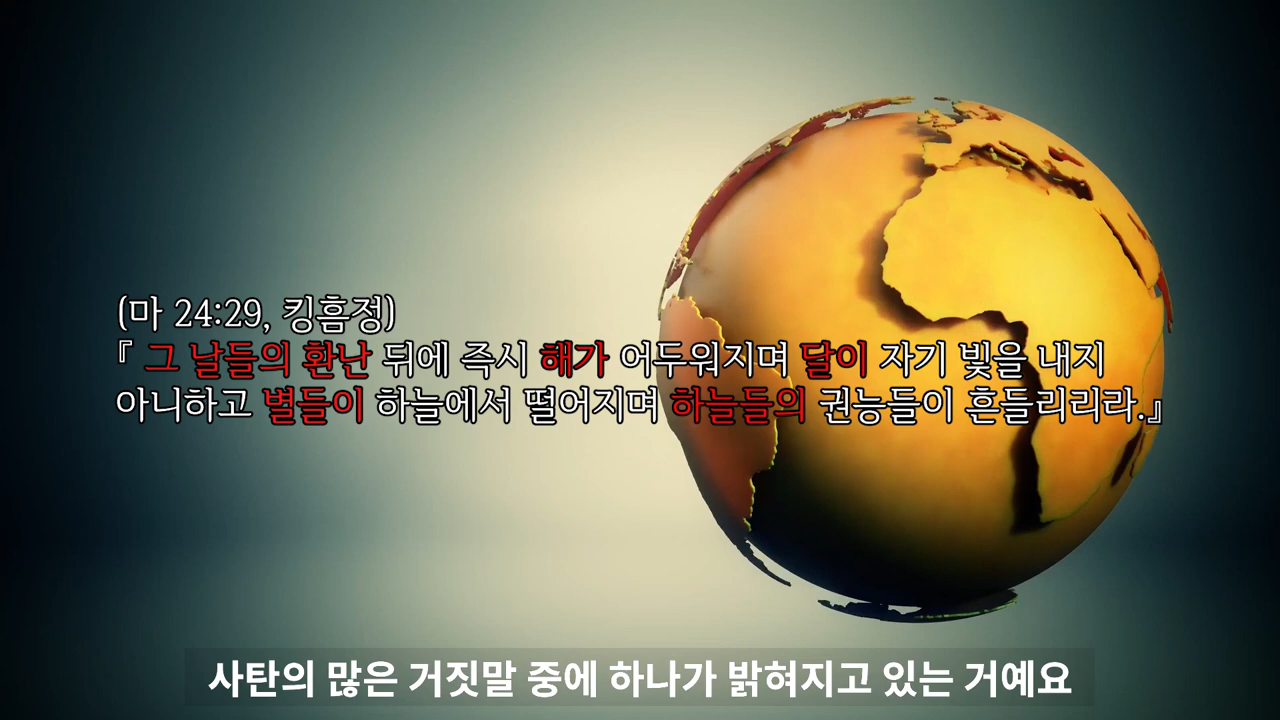 (마 24:29, 킹흠정)
『 그 날들의 환난 뒤에 즉시 해가 어두워지며 달이 자기 빛을 내지
아니하고 별들이 하늘에서 떨어지며 하늘들의 권능들이 흔들리리라.』
사탄의 많은 거짓말 중에 하나가 밝혀지고 있는 거예요